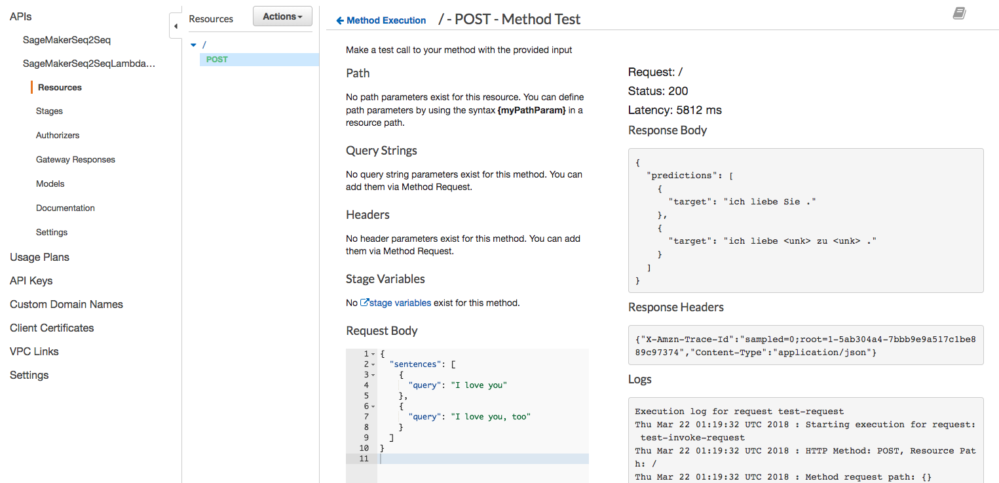 APIs
SageMakerSeq2Seq
SageMakerSeq2SeqLambda...
Resources
Stages
Authorizers
Gateway Responses
Models
Documentation
Settings
Usage Plans
API Keys
Custom Domain Names
Client Certificates
VPC Links
Settings
Resources
Actions
/
POST
Method Execution / - POST - Method Test
Make a test call to your method with the provided input
Path
No path parameters exist for this resource. You can define
path parameters by using the syntax {myPathParam} in a
resource path.
Query Strings
No query string parameters exist for this method. You can
add them via Method Request.
Headers
No header parameters exist for this method. You can add
them via Method Request.
Stage Variables
No stage variables exist for this method.
Request Body
1 {
2 "sentences": [
3 {
4 "query": "I love you"
5 },
6 {
7 "query": "I love you, too"
8 }
9 ]
10 }
11
Request: /
Status: 200
Latency: 5812 ms
Response Body
{
"predictions": [
{
"target": "ich liebe Sie ."
},
{
"target": "ich liebe <unk> zu <unk> ."
}
]
}
Response Headers
{"X-Amzn-Trace-Id":"sampled=0;root=1-5ab304a4-7bbb9e9a517c1be8
89c97374","Content-Type":"application/json"}
Logs
Execution log for request test-request
Thu Mar 22 01:19:32 UTC 2018 : Starting execution for request:
test-invoke-request
Thu Mar 22 01:19:32 UTC 2018 : HTTP Method: POST, Resource Pat
h: /
Thu Mar 22 01:19:32 UTC 2018 : Method request path: {}